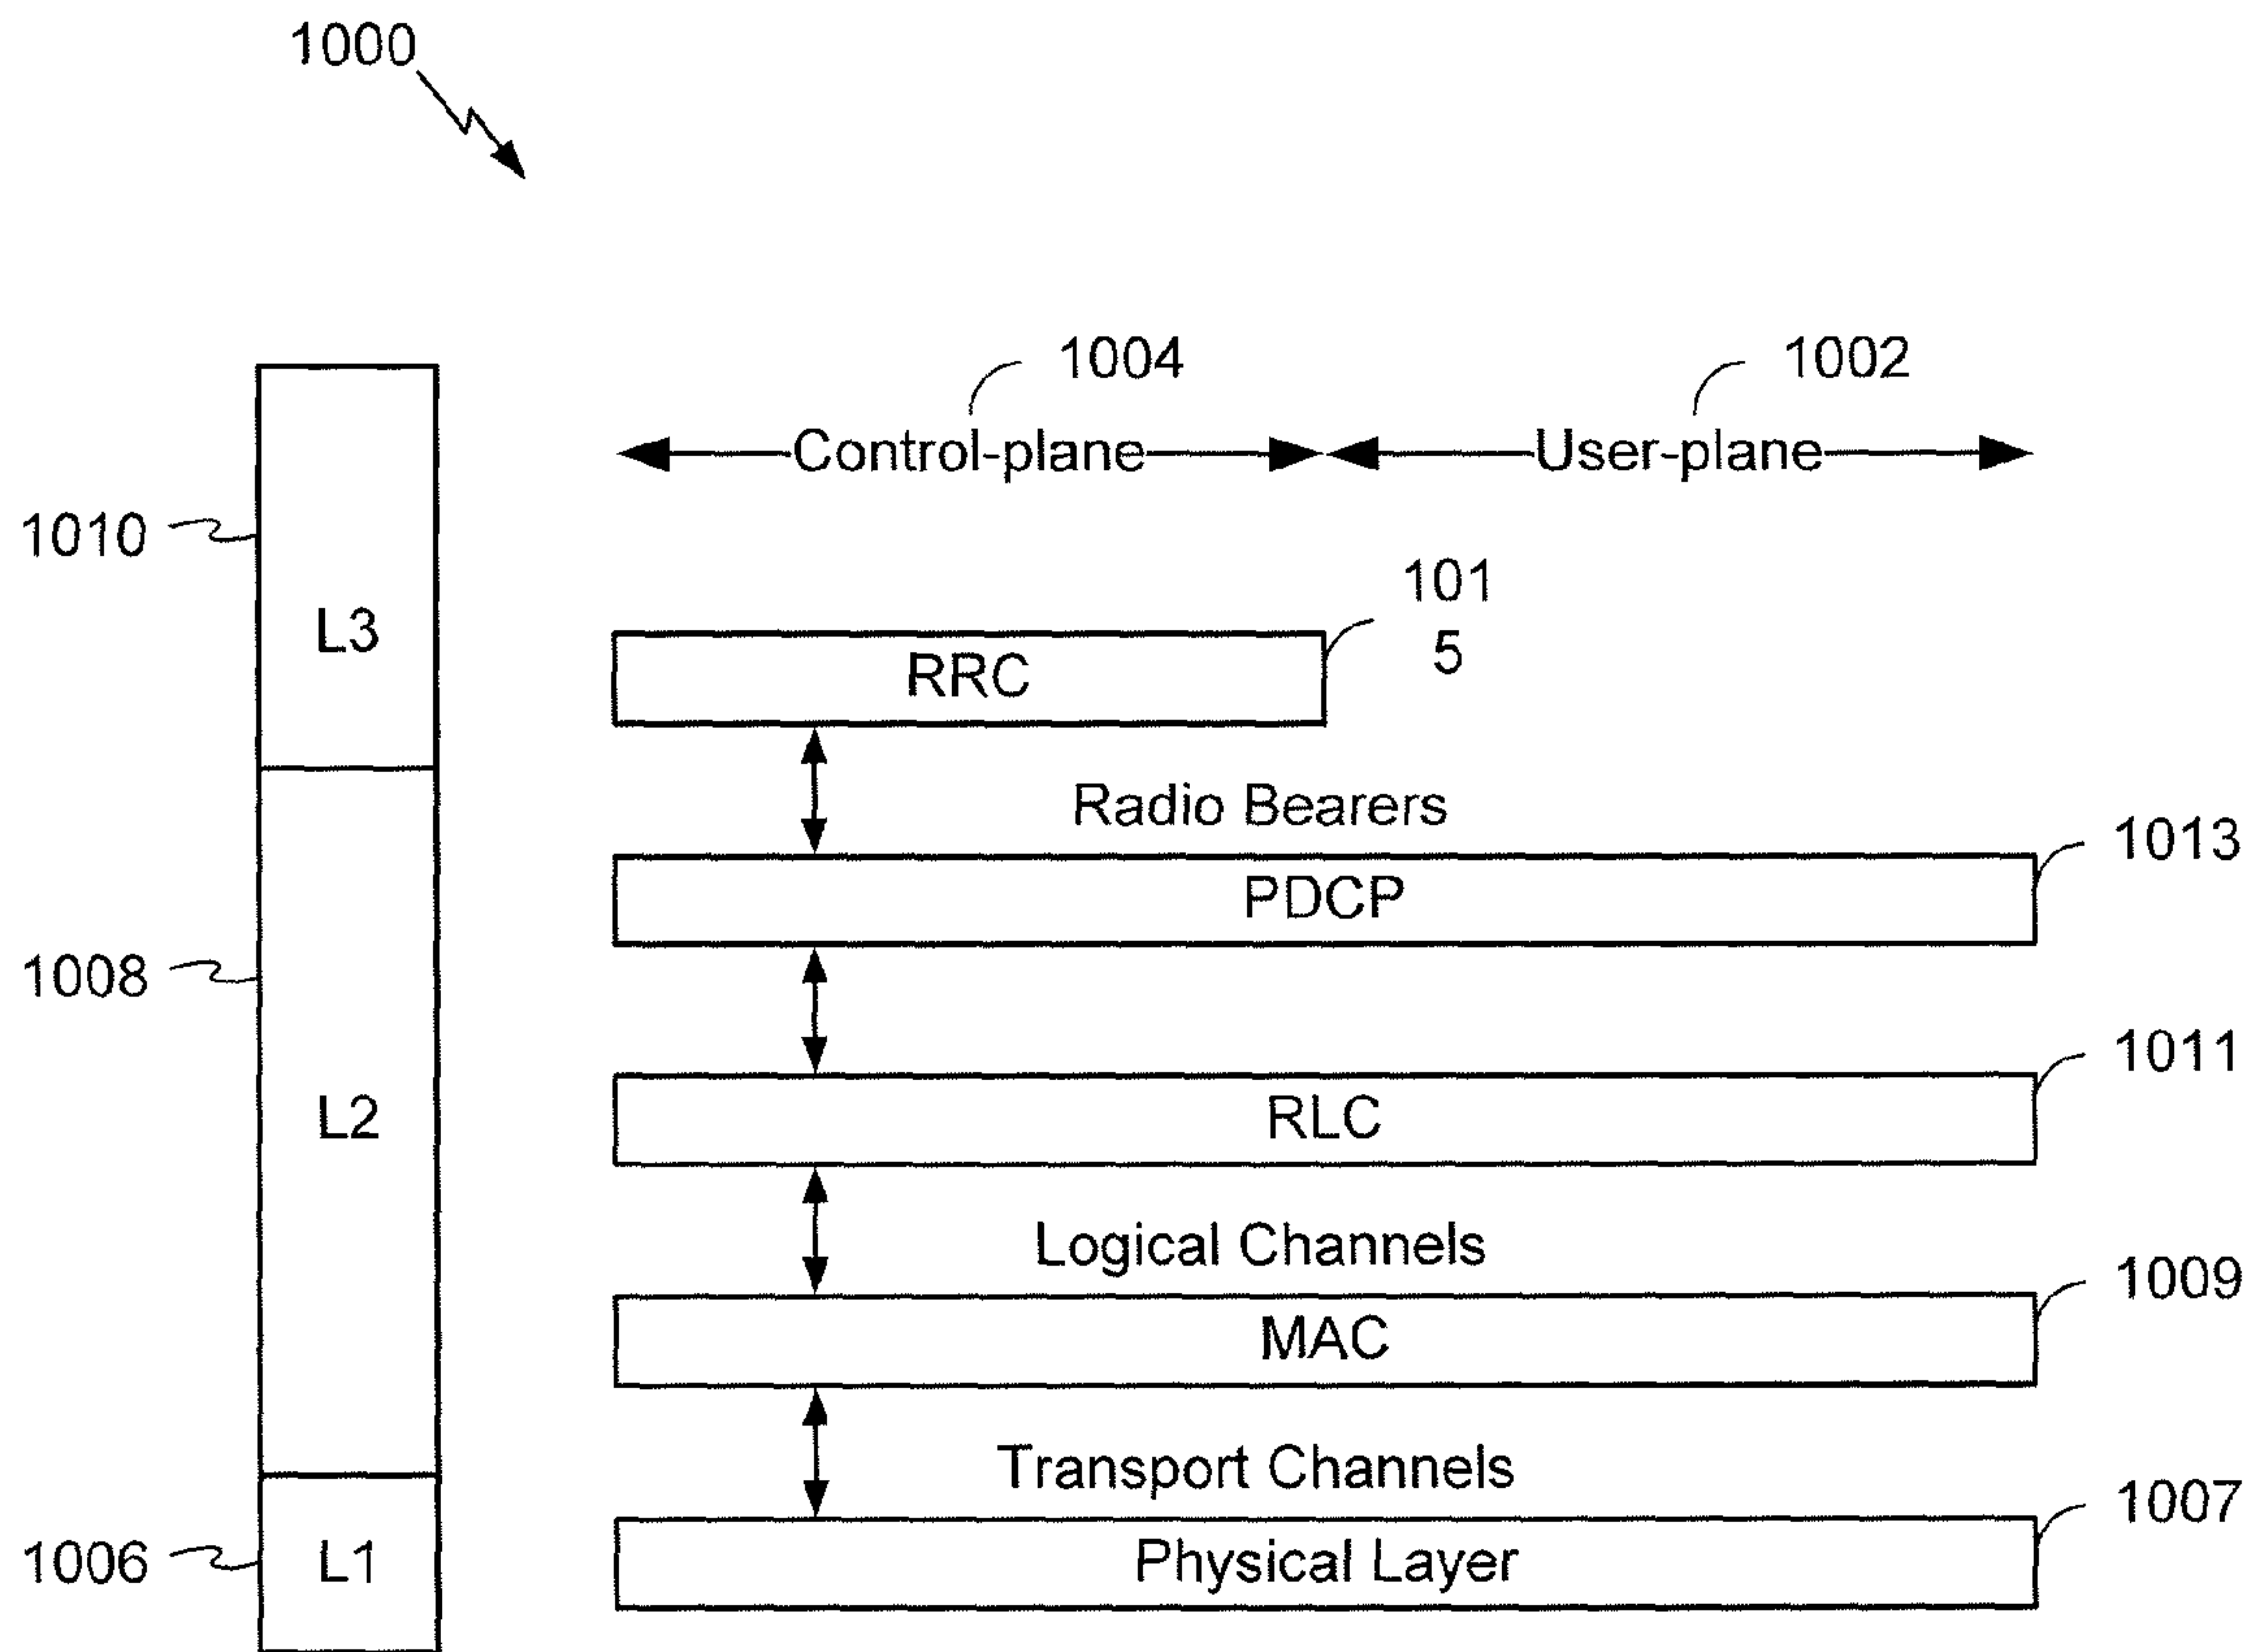 1000
1004
1002
Control-plane
User-plane
1010
101
5
L3
RRC
Radio Bearers
1013
PDCP
1008
1011
L2
RLC
Logical Channels
1009
MAC
Transport Channels
1007
1006
L1
Physical Layer